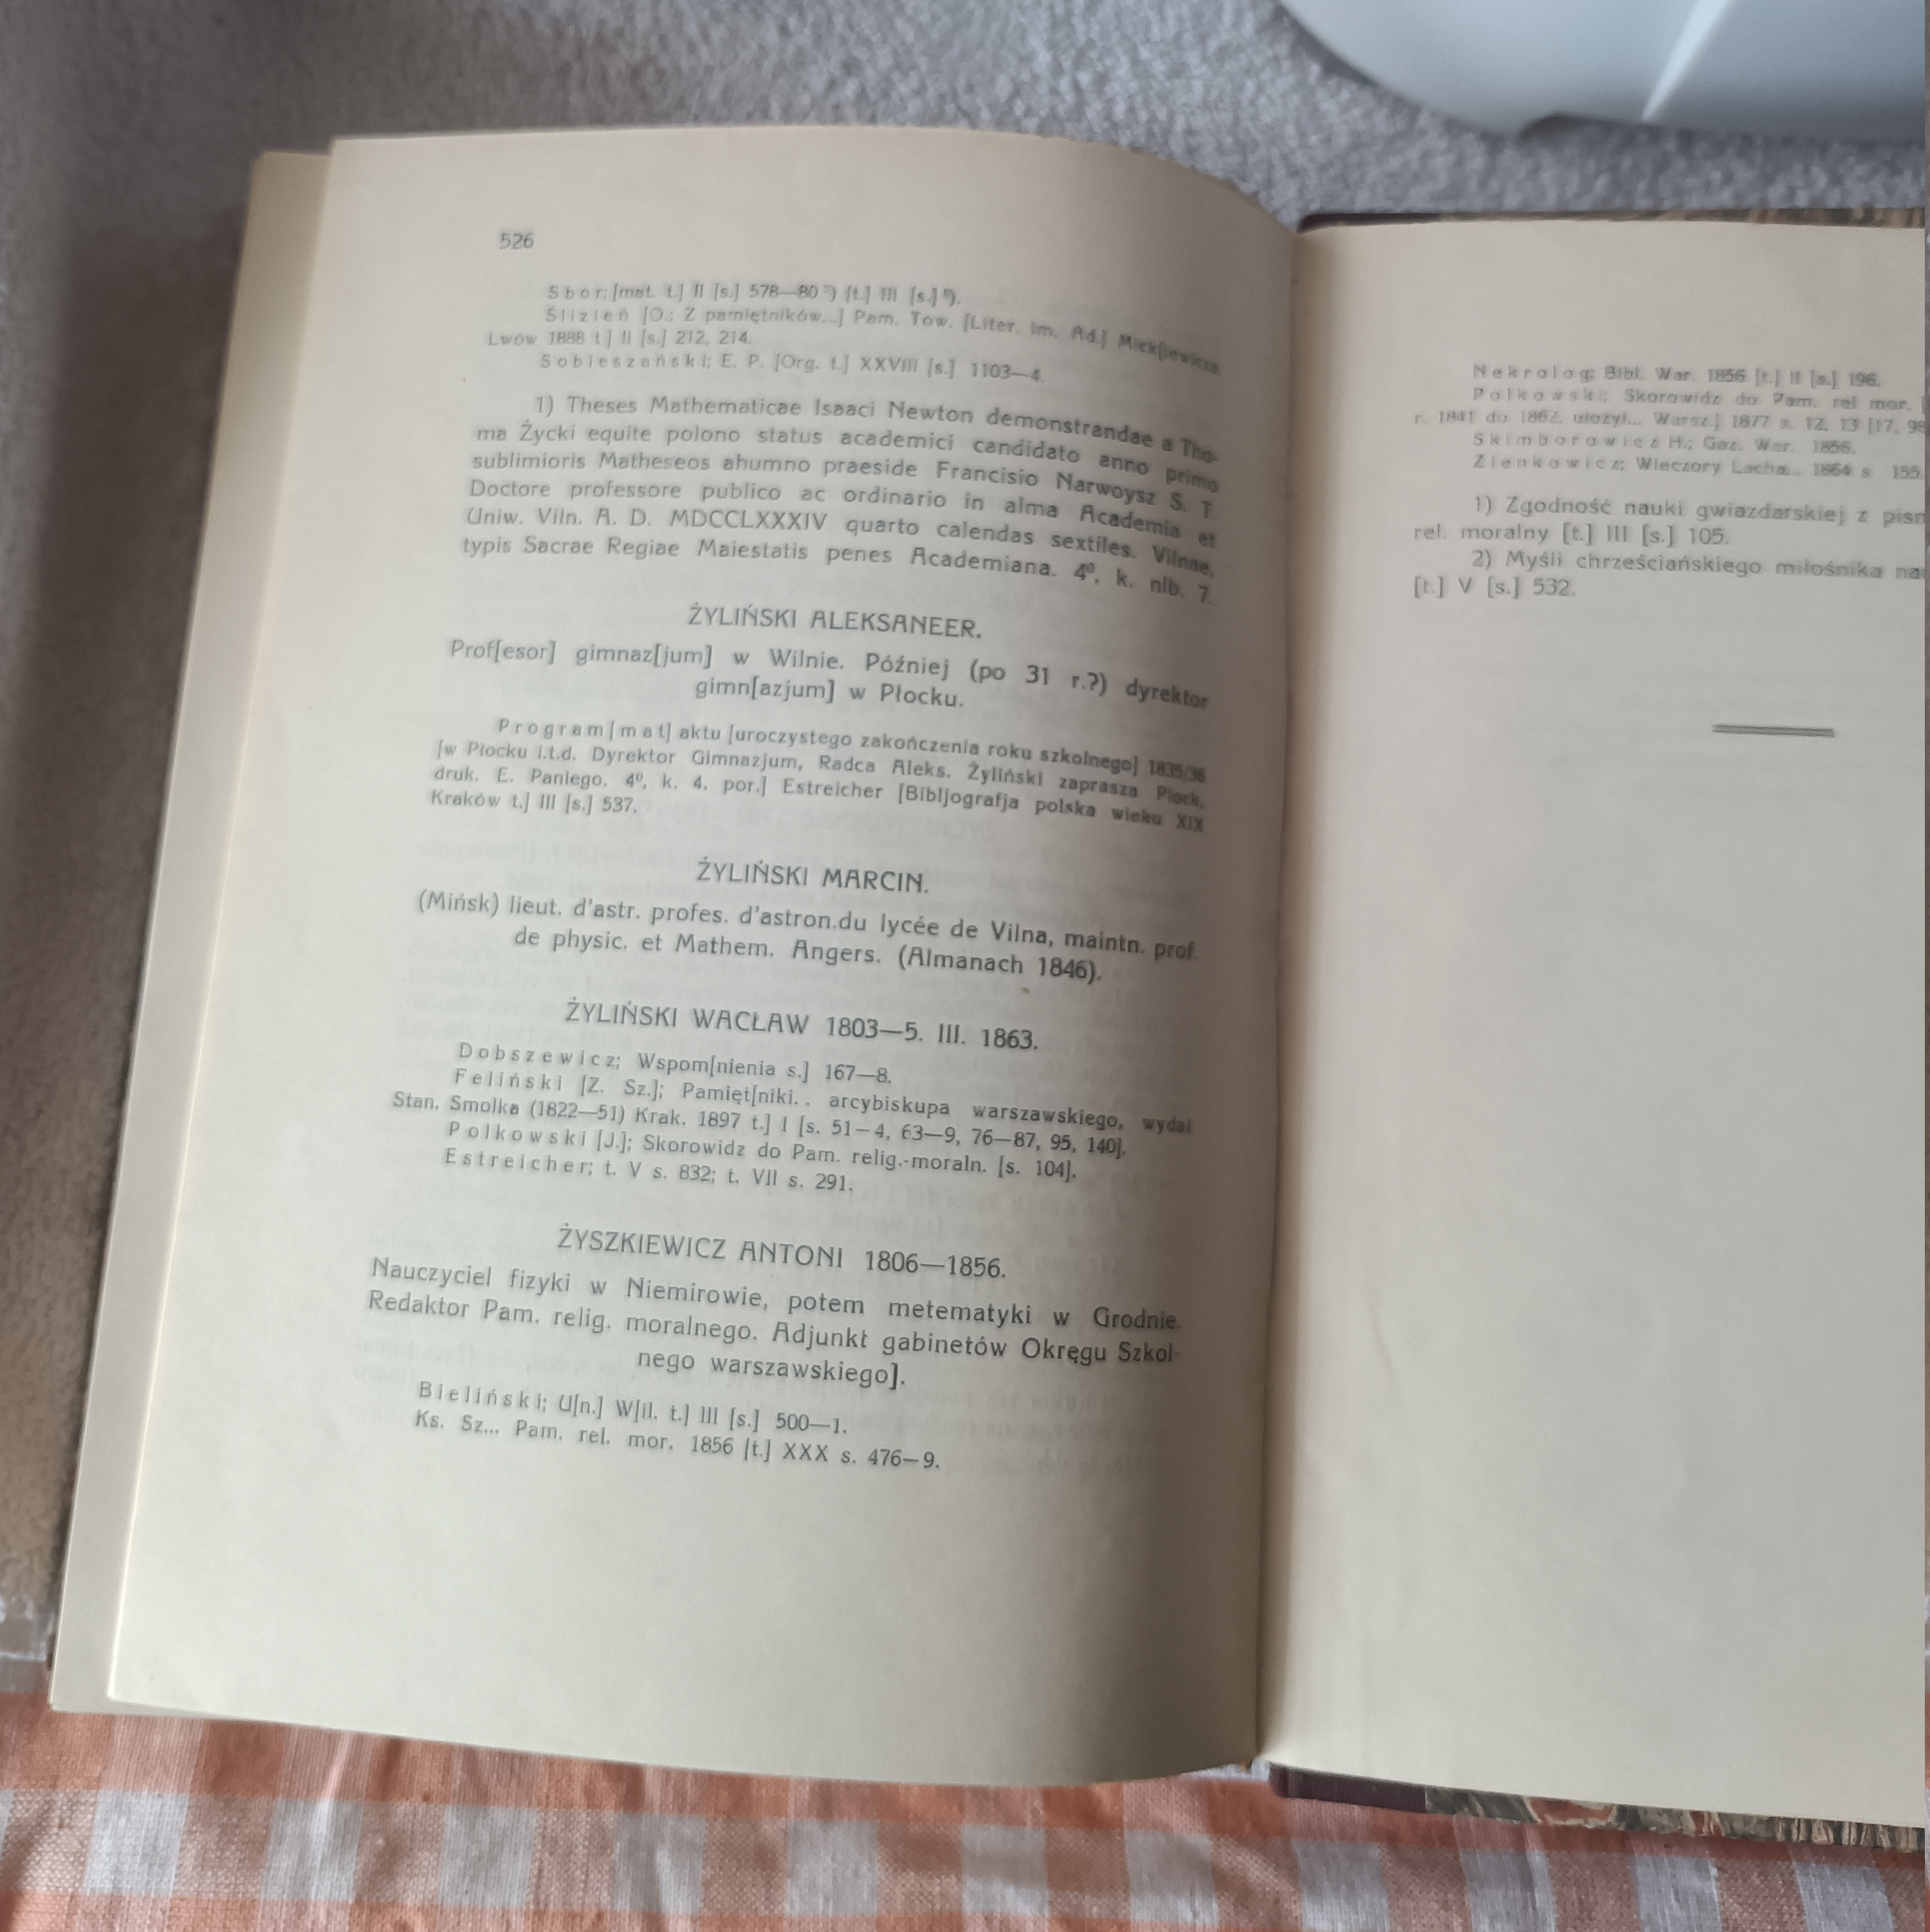 526
Sbor; [mat. t.] II [s.] 578—80 ²) [t.] III [s.] ⁸).
Ślizień [O.; Z pamiętników...] Pam. Tow. [Liter. im. Ad.] Mick[iewicza.
Lwów 1888 t.] II [s.] 212, 214.
Sobieszański; E. P. [Org. t.] XXVIII [s.] 1103—4.
1) Theses Mathematicae Isaaci Newton demonstrandae a Tho-
ma Życki equite polono status academici candidato anno primo
sublimioris Matheseos ahumno praeside Francisio Narwoysz S. T.
Doctore professore publico ac ordinario in alma Academia et
Uniw. Viln. A. D. MDCCLXXXIV quarto calendas sextiles. Vilnae,
typis Sacrae Regiae Maiestatis penes Academiana. 4⁰, k. nlb. 7.
ŻYLIŃSKI ALEKSANEER.
Prof[esor] gimnaz[jum] w Wilnie. Później (po 31 r.?) dyrektor
gimn[azjum] w Płocku.
Program[mat] aktu [uroczystego zakończenia roku szkolnego] 1835/36
[w Płocku i.t.d. Dyrektor Gimnazjum, Radca Aleks. Żyliński zaprasza Płock,
druk. E. Paniego. 4⁰, k. 4. por.] Estreicher [Bibljografja polska wieku XIX
Kraków t.] III [s.] 537.
ŻYLIŃSKI MARCIN.
(Mińsk) lieut. d'astr. profes. d'astron.du lycée de Vilna, maintn. prof.
de physic. et Mathem. Angers. (Almanach 1846).
ŻYLIŃSKI WACŁAW 1803—5. III. 1863.
Dobszewicz; Wspom[nienia s.] 167—8.
Feliński [Z. Sz.]; Pamięt[niki. . arcybiskupa warszawskiego, wydal
Stan. Smolka (1822—51) Krak. 1897 t.] I [s. 51—4, 63—9, 76—87, 95, 140].
Polkowski [J.]; Skorowidz do Pam. relig.-moraln. [s. 104].
Estreicher; t. V s. 832; t. VII s. 291.
ŻYSZKIEWICZ ANTONI 1806—1856.
Nauczyciel fizyki w Niemirowie, potem metematyki w Grodnie.
Redaktor Pam. relig. moralnego. Adjunkt gabinetów Okręgu Szkol-
nego warszawskiego].
Bieliński; U[n.] W[il. t.] III [s.] 500—1.
Ks. Sz... Pam. rel. mor. 1856 [t.] XXX s. 476—9.
Nekrolog; Bibl. War. 1856 [t.] II [s.] 196.
Polkowski; Skorowidz do Pam. rel mor. [
r. 1841 do 1862, ułożył... Warsz.] 1877 s. 12, 13 [17, 98
Skimborowicz H.; Gaz. War. 1856.
Zienkowicz; Wieczory Lacha... 1864 s 155.
1) Zgodność nauki gwiazdarskiej z pism
rel. moralny [t.] III [s.] 105.
2) Myśli chrześciańskiego miłośnika na
[t.] V [s.] 532.